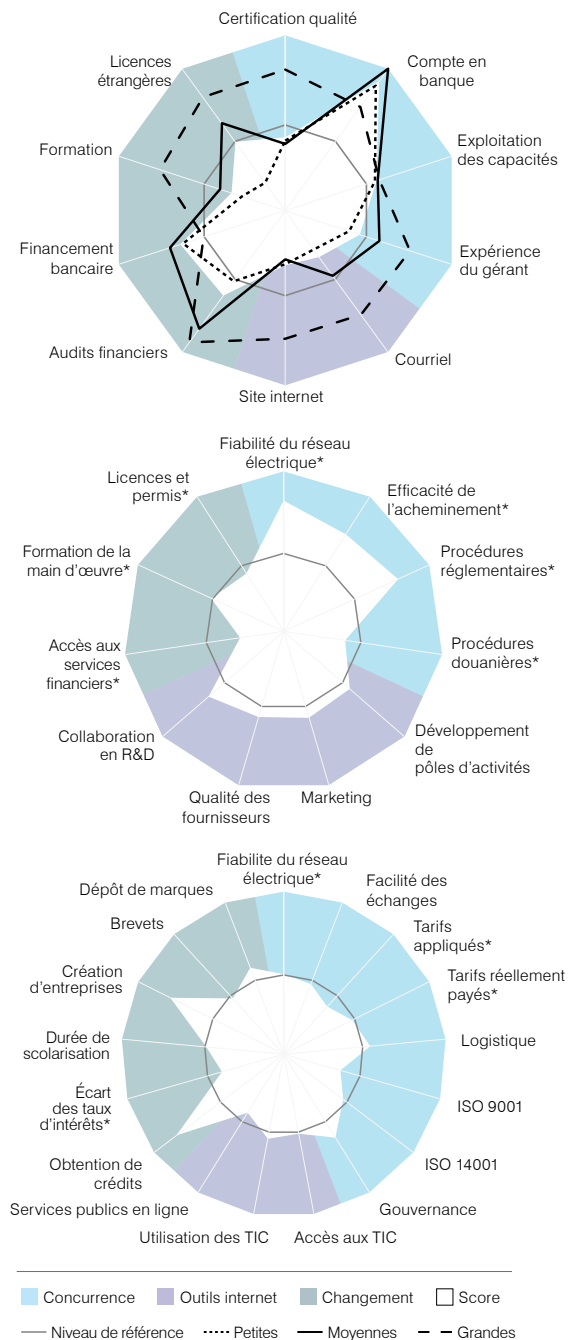 Certification qualité
Compte en
banque
Exploitation
des capacités
Expérience
du gérant
Courriel
Site internet
Audits financiers
Financement
bancaire
Formation
Licences
étrangères
Fiabilité du réseau
électrique*
Efficacité de
l'acheminement*
Procédures
réglementaires*
Procédures
douanières*
Développement
de
pôles d'activités
Marketing
Qualité des
fournisseurs
Collaboration
en R&D
Accès aux
services
financiers*
Formation de la
main d'œuvre*
Licences et
permis*
Fiabilite du réseau
électrique*
Facilité des
échanges
Tarifs
appliqués*
Tarifs réellement
payés*
Logistique
ISO 9001
ISO 14001
Gouvernance
Accès aux TIC
Utilisation des TIC
Services publics en ligne
Obtention de
crédits
Écart
des taux
d'intérêts*
Durée de
scolarisation
Création
d'entreprises
Brevets
Dépôt de marques
Concurrence Outils internet Changement Score
Niveau de référence Petites Moyennes Grandes